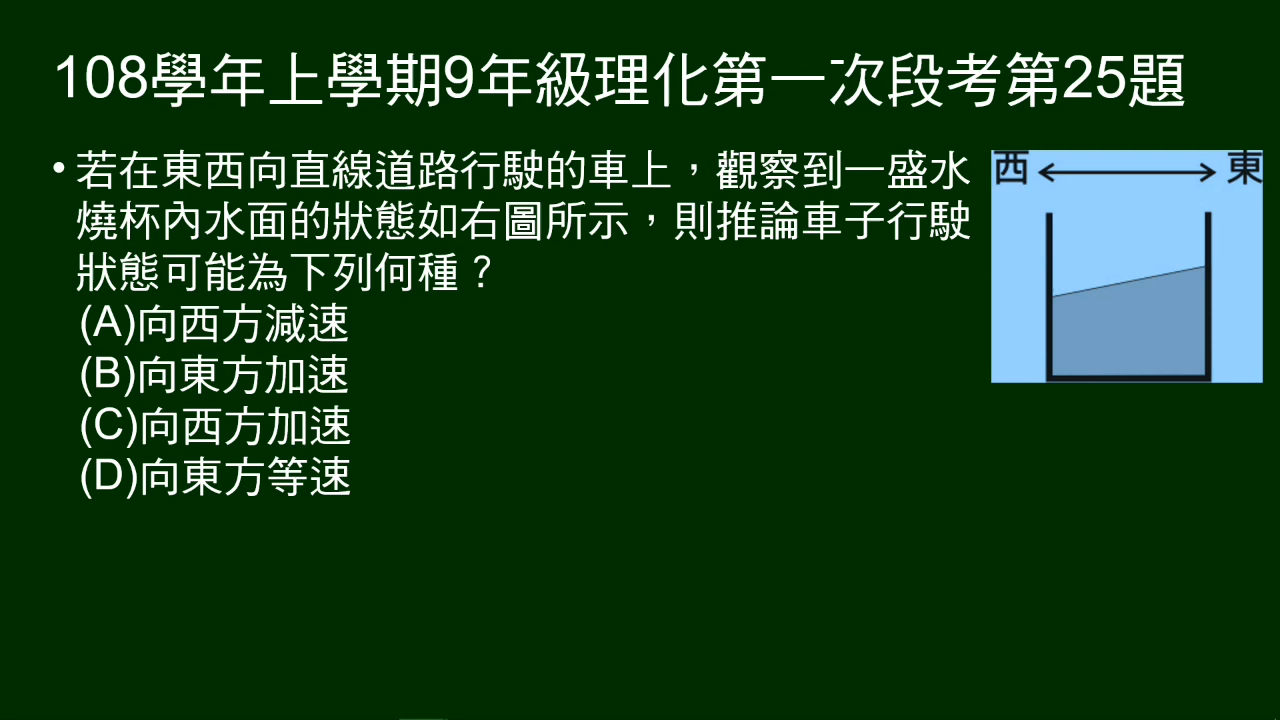 108學年上學期9年級理化第一次段考第25題
• 若在東西向直線道路行駛的車上，觀察到一盛水
燒杯內水面的狀態如右圖所示，則推論車子行駛
狀態可能為下列何種？
(A)向西方減速
(B)向東方加速
(C)向西方加速
(D)向東方等速
西 東